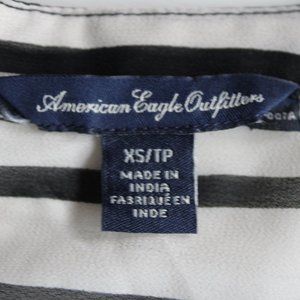 American Eagle Outfitters
XS/TP
MADE IN
INDIA
FABRIQUÉ EN
INDE